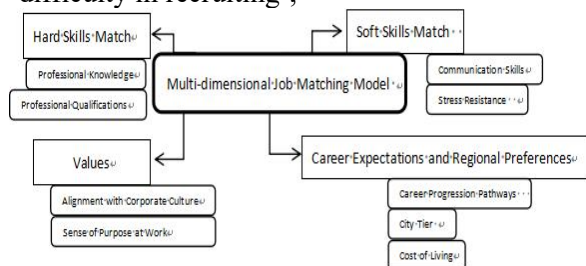 difficulty in recruiting",
Hard Skills Match
Professional Knowledge
Professional Qualifications
Soft Skills Match
Communication Skills
Stress Resistance
Multi-dimensional Job Matching Model
Values
Alignment with Corporate Culture
Sense of Purpose at Work
Career Expectations and Regional Preferences
Career Progression Pathways
City Tier
Cost of Living